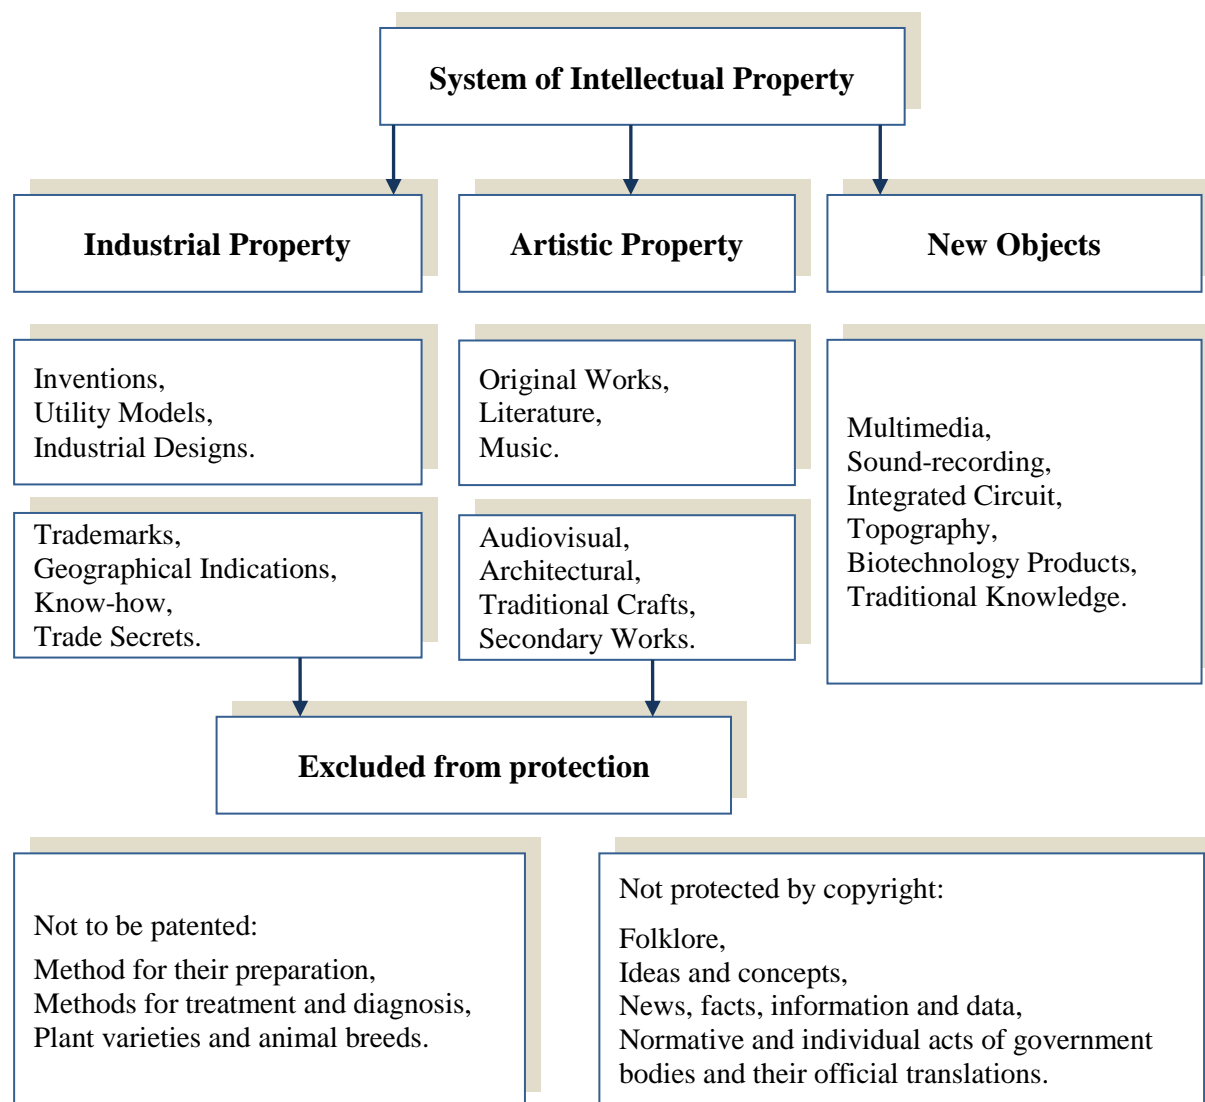 System of Intellectual Property
Industrial Property
Artistic Property
New Objects
Inventions,
Utility Models,
Industrial Designs.
Original Works,
Literature,
Music.
Multimedia,
Sound-recording,
Integrated Circuit,
Topography,
Biotechnology Products,
Traditional Knowledge.
Trademarks,
Geographical Indications,
Know-how,
Trade Secrets.
Audiovisual,
Architectural,
Traditional Crafts,
Secondary Works.
Excluded from protection
Not to be patented:
Method for their preparation,
Methods for treatment and diagnosis,
Plant varieties and animal breeds.
Not protected by copyright:
Folklore,
Ideas and concepts,
News, facts, information and data,
Normative and individual acts of government
bodies and their official translations.